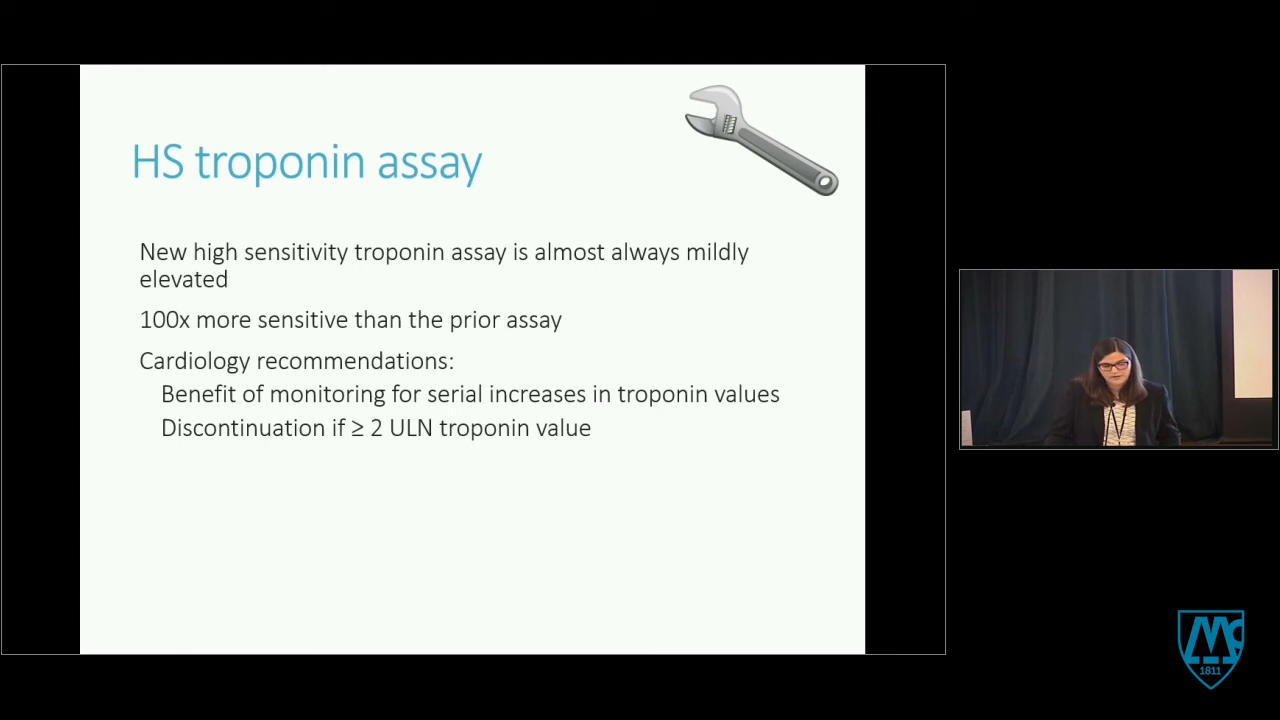 HS troponin assay
New high sensitivity troponin assay is almost always mildly
elevated
100x more sensitive than the prior assay
Cardiology recommendations:
Benefit of monitoring for serial increases in troponin values
Discontinuation if ≥ 2 ULN troponin value
1811